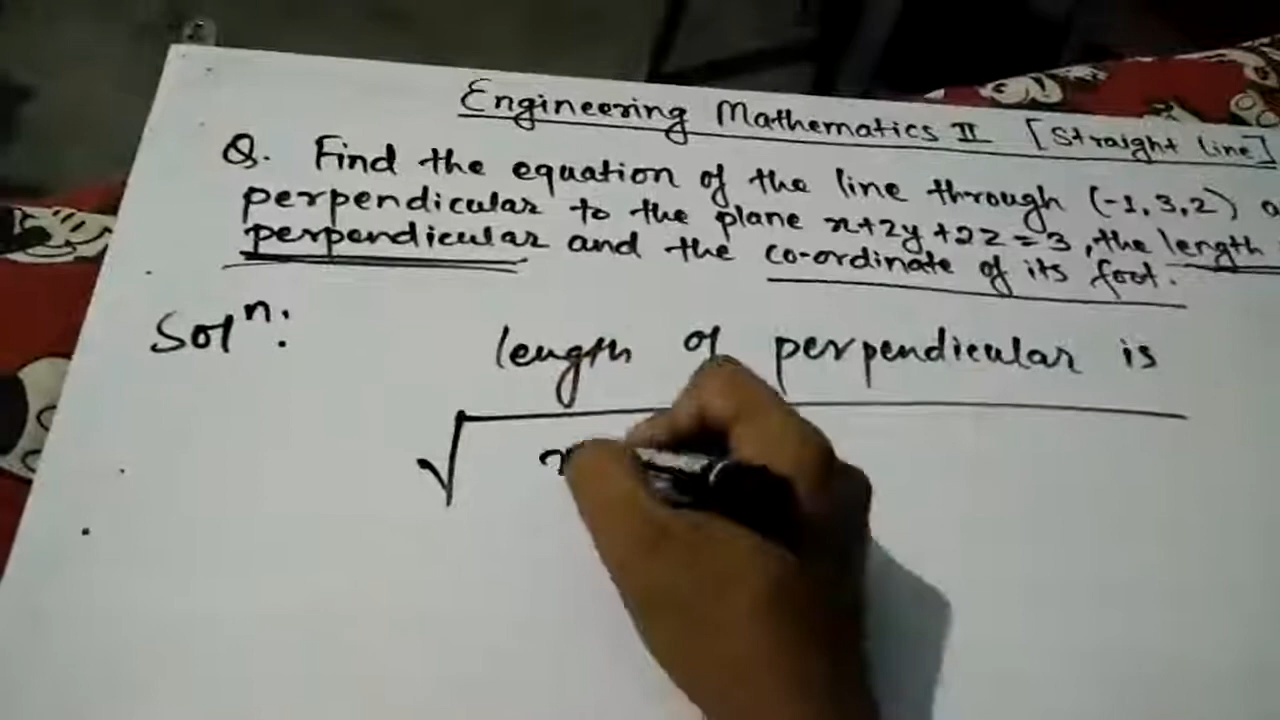 Engineering Mathematics II [Straight line]
Q. Find the equation of the line through (-1,3,2)
perpendicular to the plane x+2y+2z=3, the length
perpendicular and the co-ordinate of its foot.
Solⁿ: length of perpendicular is
√